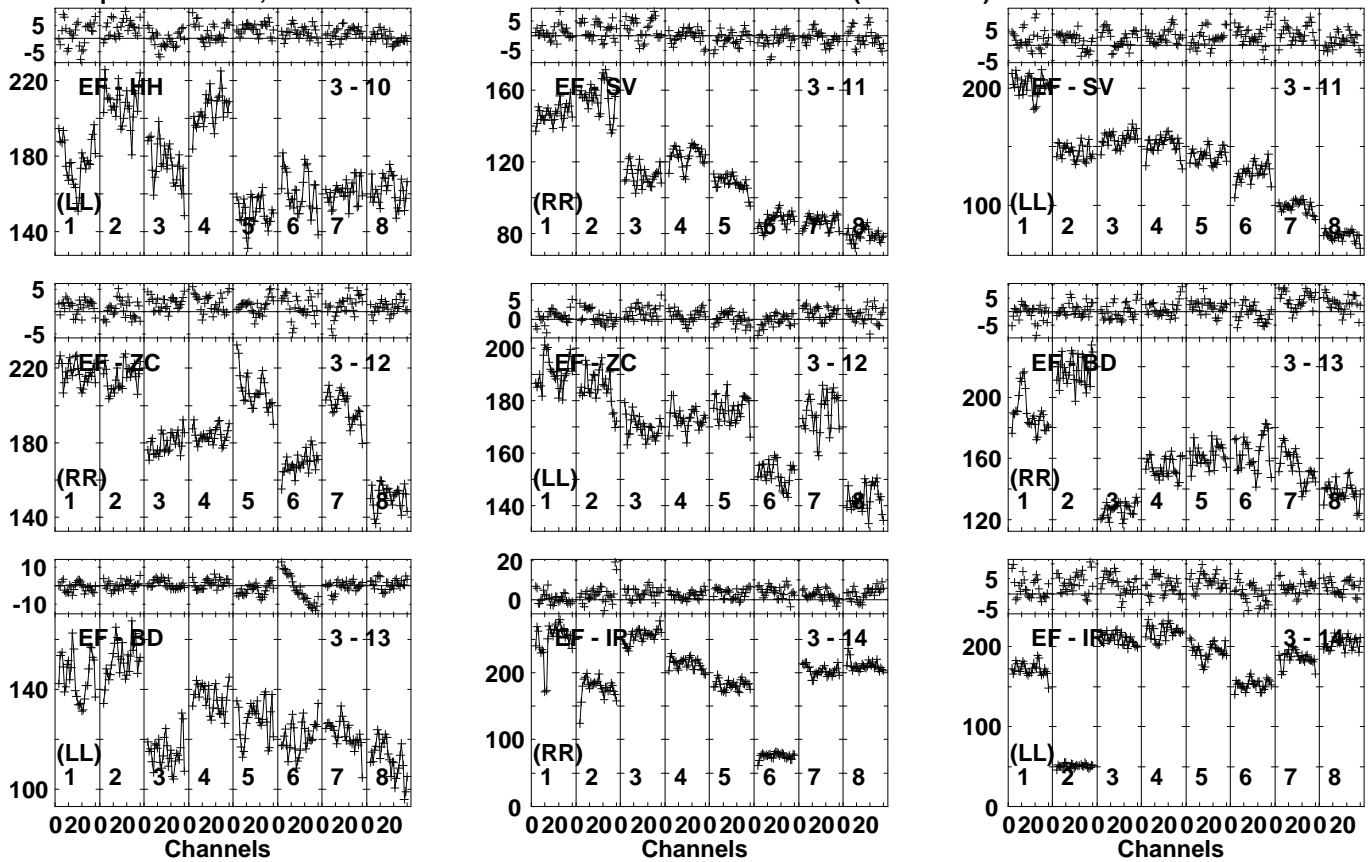 5 5 5
-5 -5 -5
220 EF - HH 3 - 10 160 EF - SV 3 - 11 200 EF - SV 3 - 11
180 120
(LL) (RR) 100 (LL)
140 1 2 3 4 5 6 7 8 80 1 2 3 4 5 6 7 8 1 2 3 4 5 6 7 8
5 5 5
-5 0 -5
220 EF - ZC 3 - 12 200 EF - ZC 3 - 12 200 EF - BD 3 - 13
180 180
160 160
(RR) (LL) (RR)
140 1 2 3 4 5 6 7 8 140 1 2 3 4 5 6 7 8 120 1 2 3 4 5 6 7 8
10 20 5
-10 0 -5
EF - BD 3 - 13 EF - IR 3 - 14 EF - IR 3 - 14
140 200 200
100 100
(LL) (RR) (LL)
100 1 2 3 4 5 6 7 8 1 2 3 4 5 6 7 8 1 2 3 4 5 6 7 8
0 0
0 20 0 20 0 20 0 20 0 20 0 20 0 20 0 20 0 20 0 20 0 20 0 20 0 20 0 20 0 20 0 20 0 20 0 20 0 20 0 20 0 20 0 20 0 20 0 20
Channels Channels Channels